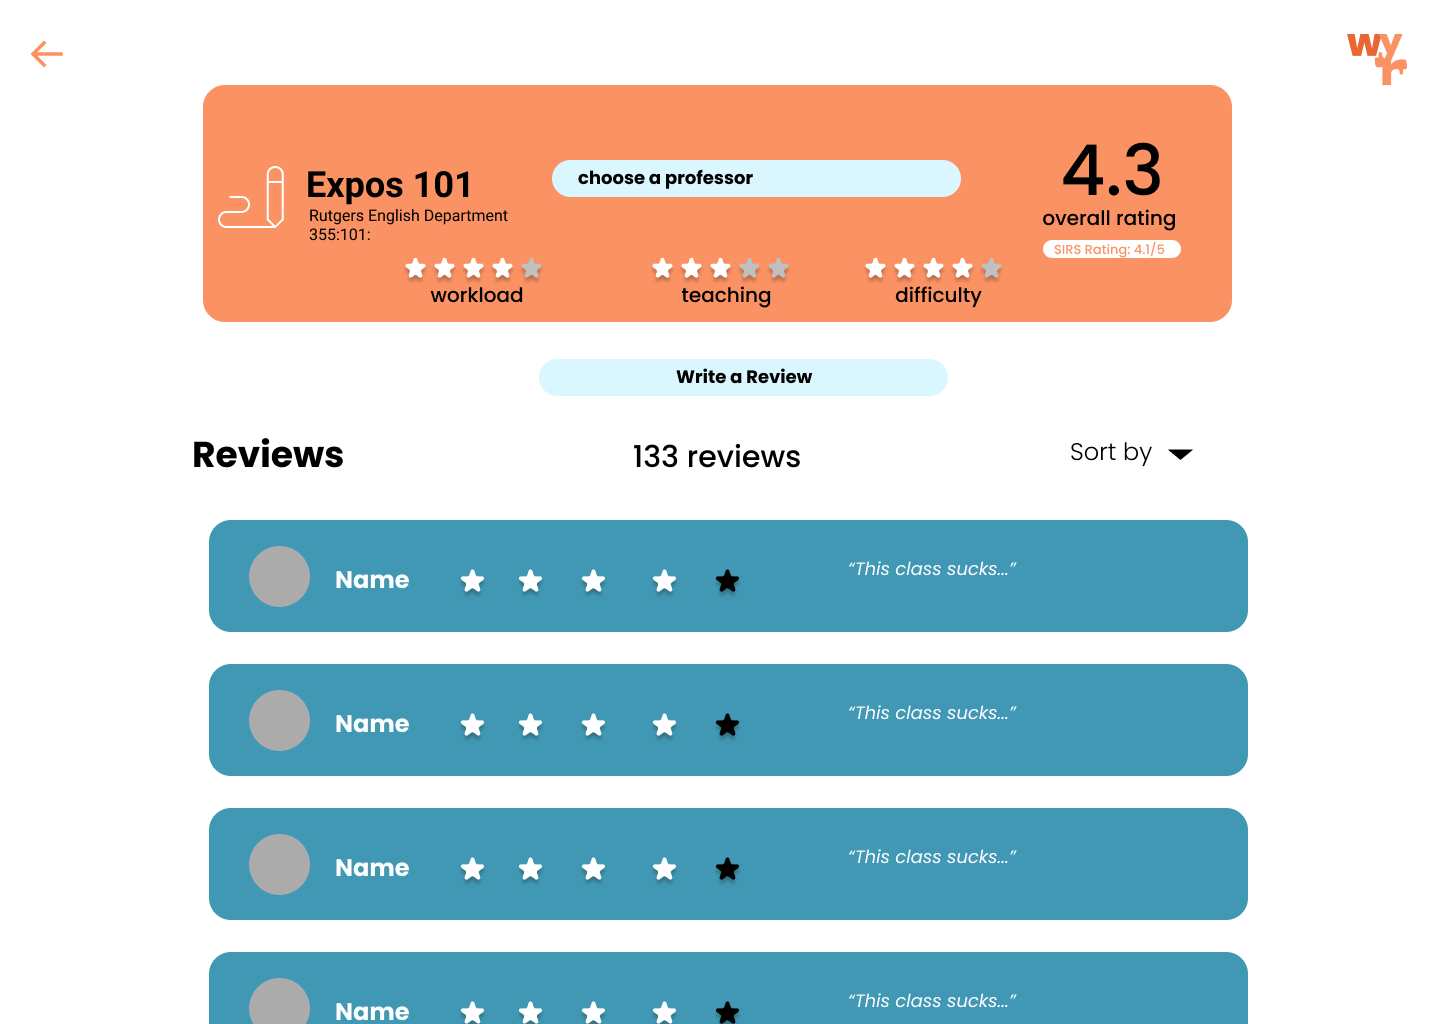 wy
r
Expos 101
Rutgers English Department
355:101:
choose a professor
4.3
overall rating
SIRS Rating: 4.1/5
workload
teaching
difficulty
Write a Review
Reviews
133 reviews
Sort by
Name
“This class sucks...”
Name
“This class sucks...”
Name
“This class sucks...”
Name
“This class sucks...”